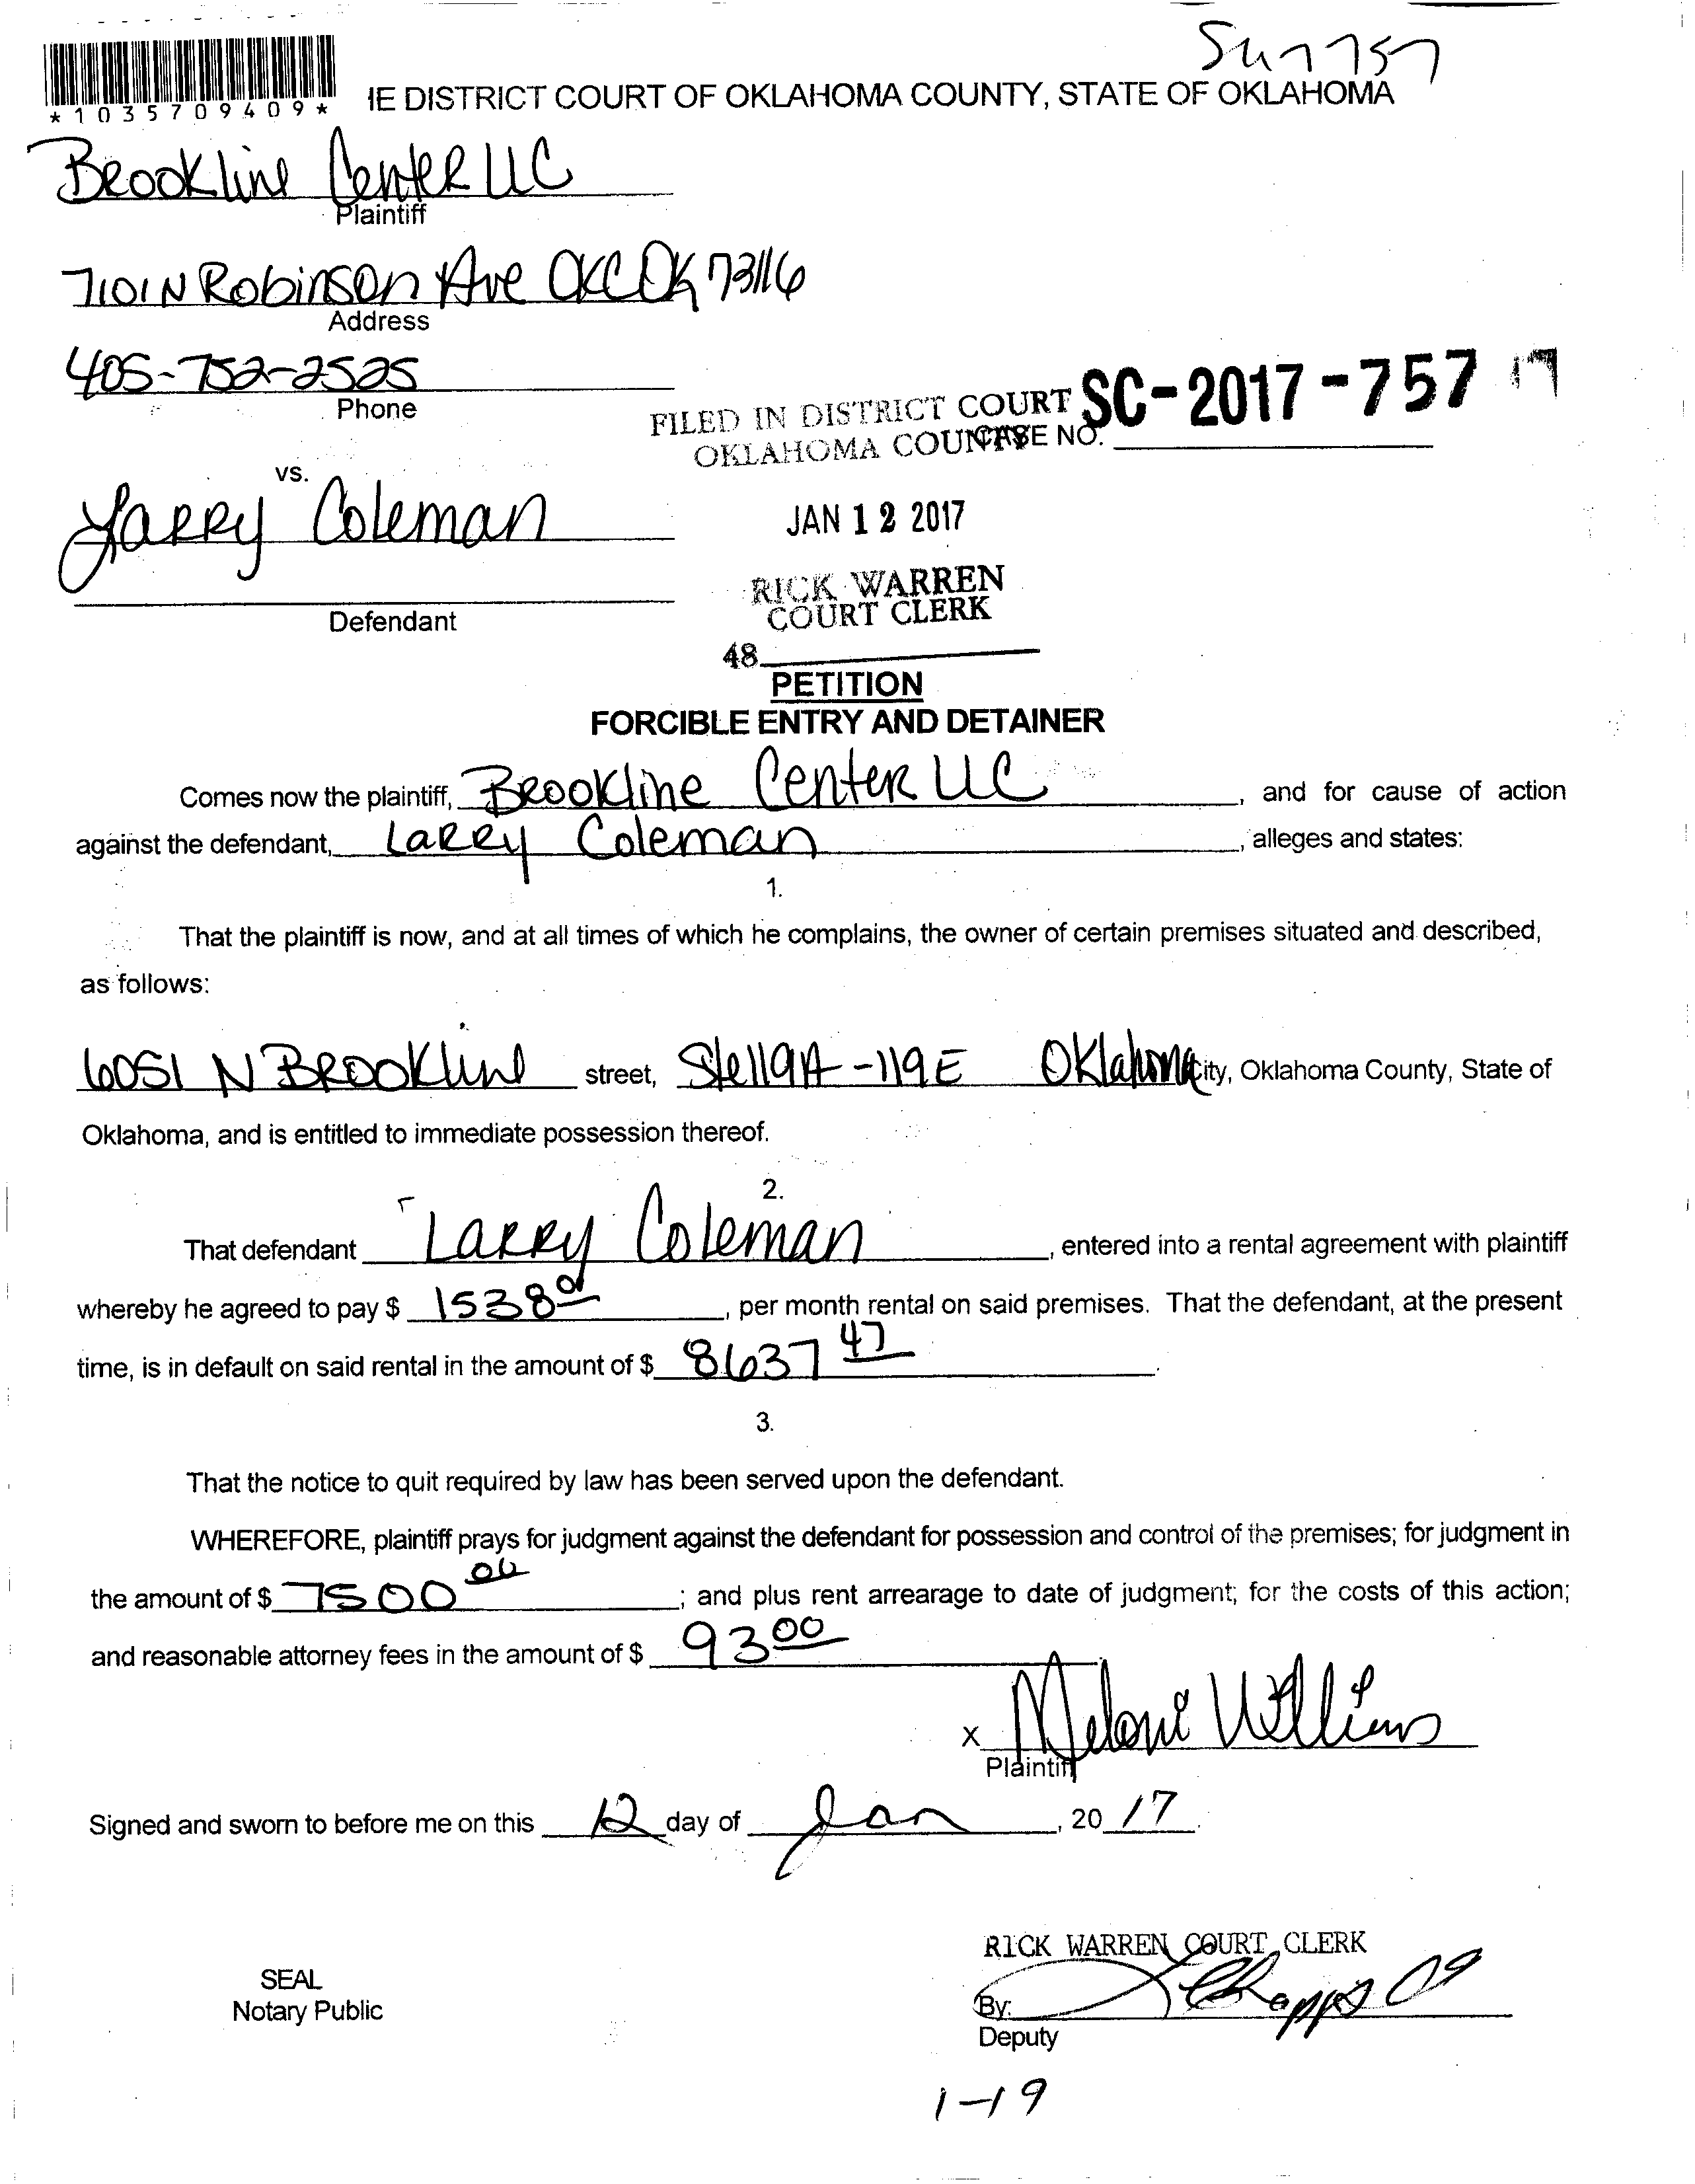 *1035709409*
IE DISTRICT COURT OF OKLAHOMA COUNTY, STATE OF OKLAHOMA
Brookline Center LLC
Plaintiff
7101 N Robinson Ave OKC OK 73116
Address
405-752-2525
Phone
FILED IN DISTRICT COURT SC-2017-757
OKLAHOMA COUNTY CASE NO.
vs.
Larry Coleman
JAN 12 2017
RICK WARREN
COURT CLERK
Defendant
48
PETITION
FORCIBLE ENTRY AND DETAINER
Comes now the plaintiff, Brookline Center LLC, and for cause of action
against the defendant, Larry Coleman, alleges and states:
1.
That the plaintiff is now, and at all times of which he complains, the owner of certain premises situated and described,
as follows:
6051 N Brookline street, -119E Oklahoma City, Oklahoma County, State of
Oklahoma, and is entitled to immediate possession thereof.
2.
That defendant Larry Coleman, entered into a rental agreement with plaintiff
whereby he agreed to pay $ 1538, per month rental on said premises. That the defendant, at the present
time, is in default on said rental in the amount of $ 8637 47.
3.
That the notice to quit required by law has been served upon the defendant.
WHEREFORE, plaintiff prays for judgment against the defendant for possession and control of the premises; for judgment in
the amount of $ 7500 00; and plus rent arrearage to date of judgment; for the costs of this action;
and reasonable attorney fees in the amount of $ 93 00
x Meloni Williams
Plaintiff
Signed and sworn to before me on this 12 day of Jan, 20 17.
RICK WARREN COURT CLERK
SEAL
Notary Public
By:
Deputy
1-19